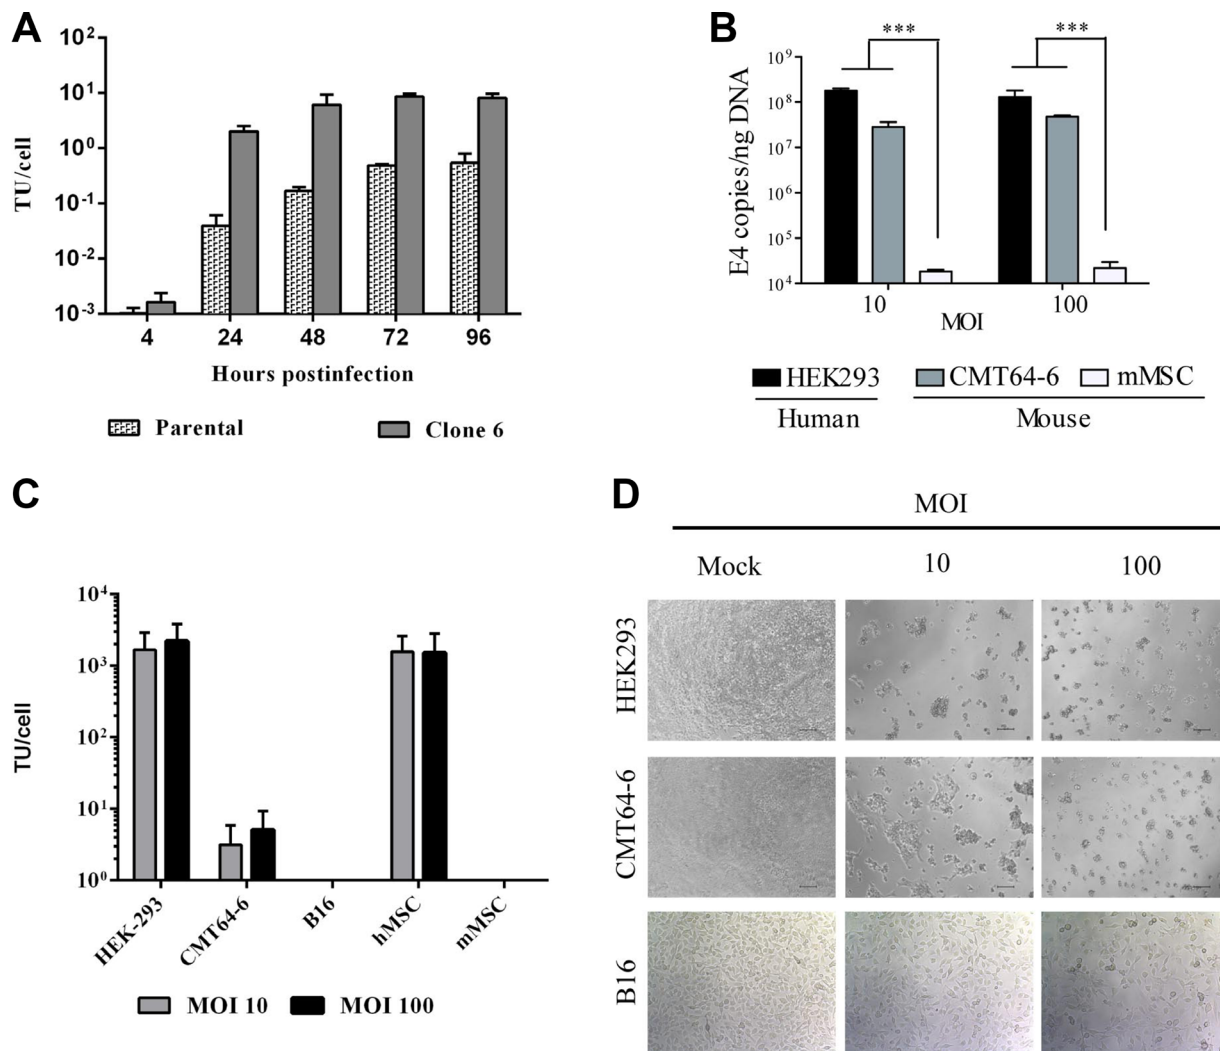 A
10²
10¹
10⁰
10⁻¹
10⁻²
10⁻³
TU/cell
4 24 48 72 96
Hours postinfection
Parental Clone 6
B
*** ***
10⁹
10⁸
10⁷
10⁶
10⁵
10⁴
E4 copies/ng DNA
10 100
MOI
HEK293 CMT64-6 mMSC
Human Mouse
C
10⁴
10³
10²
10¹
10⁰
TU/cell
HEK-293 CMT64-6 B16 hMSC mMSC
MOI 10 MOI 100
D
MOI
Mock 10 100
HEK293
CMT64-6
B16